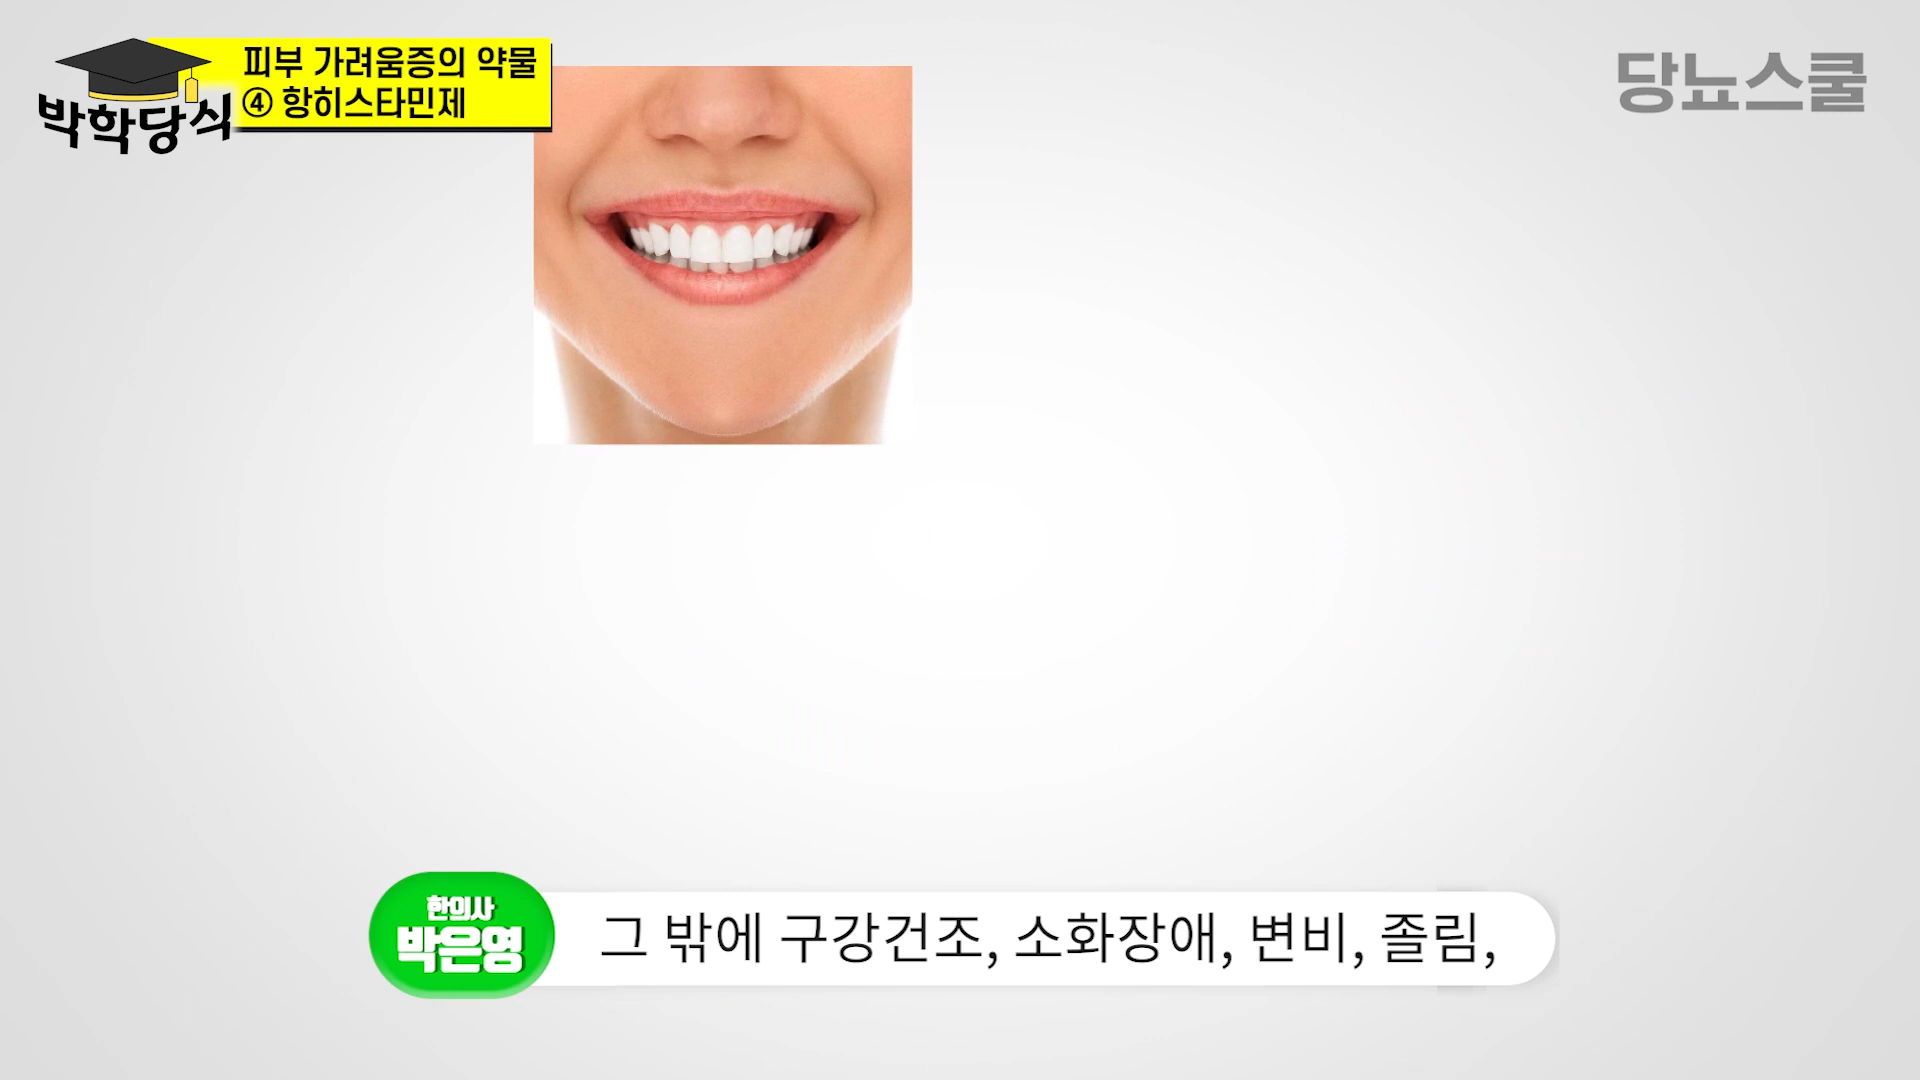 박학당식
피부 가려움증의 약물
④ 항히스타민제
당뇨스쿨
한의사
박은영
그 밖에 구강건조, 소화장애, 변비, 졸림,